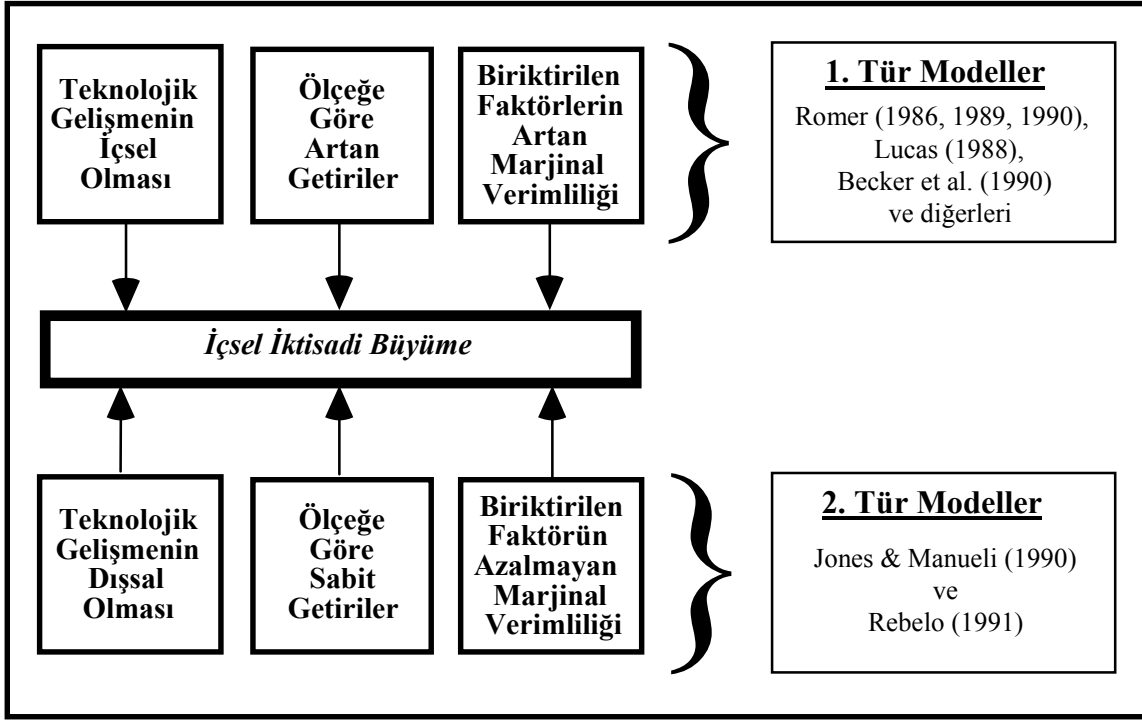 Teknolojik
Gelişmenin
İçsel
Olması
Ölçeğe
Göre
Artan
Getiriler
Biriktirilen
Faktörlerin
Artan
Marjinal
Verimliliği
1. Tür Modeller
Romer (1986, 1989, 1990),
Lucas (1988),
Becker et al. (1990)
ve diğerleri
İçsel İktisadi Büyüme
Teknolojik
Gelişmenin
Dışsal
Olması
Ölçeğe
Göre
Sabit
Getiriler
Biriktirilen
Faktörün
Azalmayan
Marjinal
Verimliliği
2. Tür Modeller
Jones & Manueli (1990)
ve
Rebelo (1991)